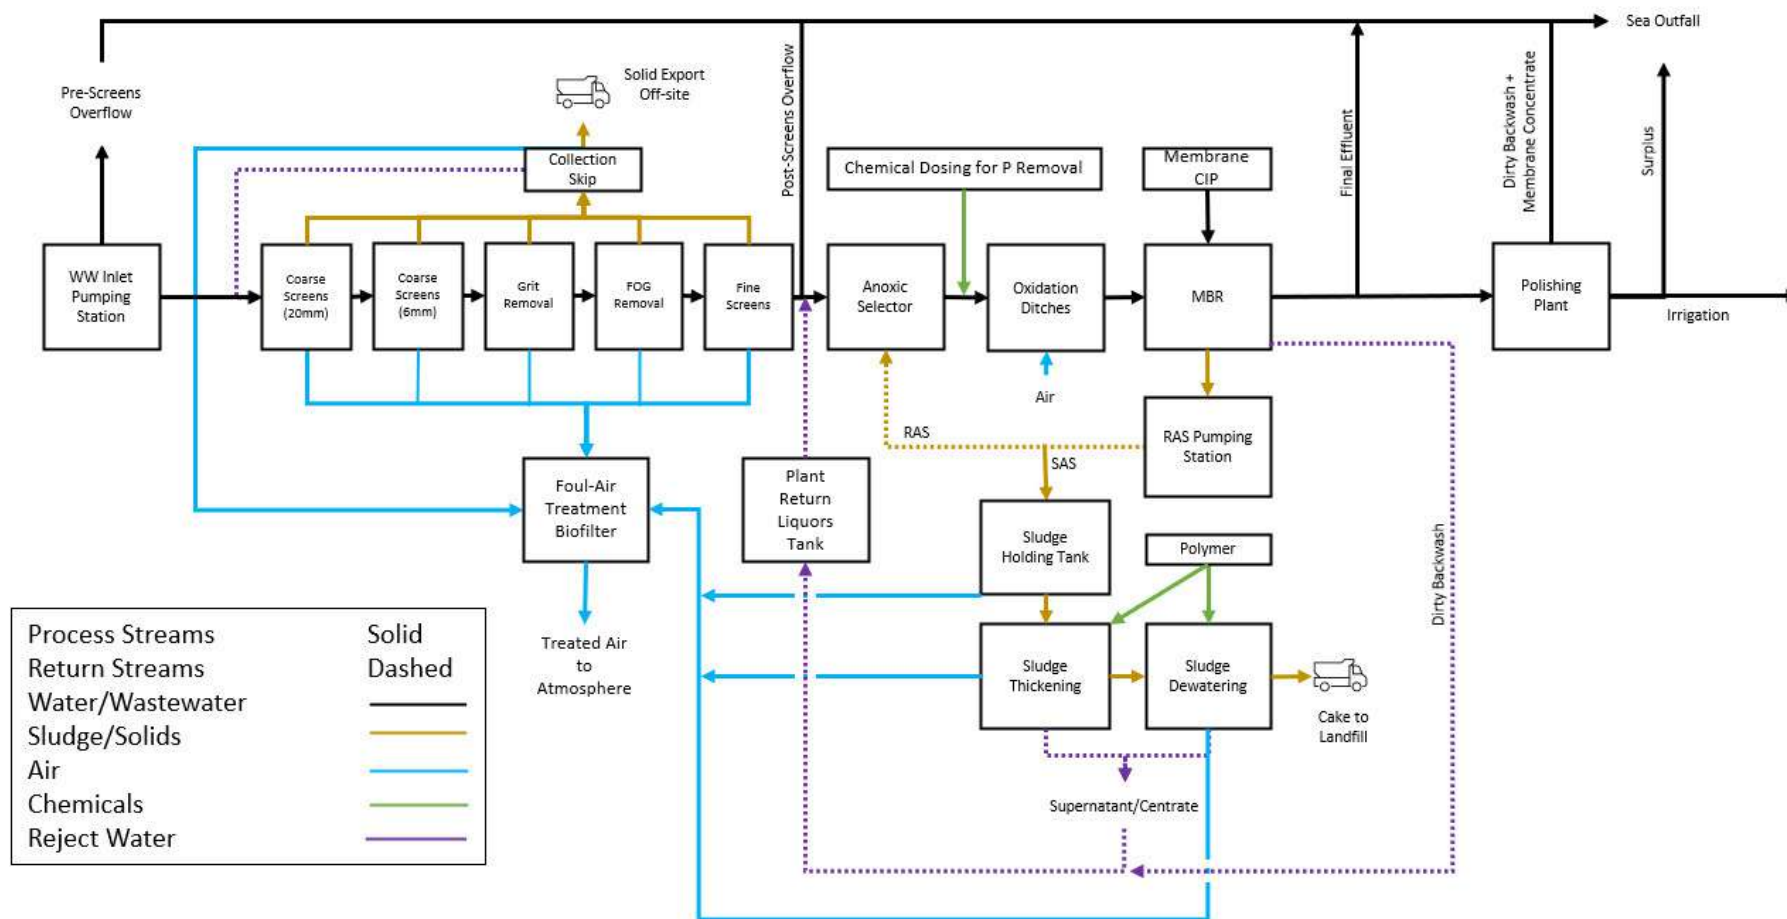 Sea Outfall
Pre-Screens
Overflow
Solid Export
Off-site
Post-Screens Overflow
Final Effluent
Dirty Backwash +
Membrane Concentrate
Surplus
Collection
Skip
Chemical Dosing for P Removal
Membrane
CIP
WW Inlet
Pumping
Station
Coarse
Screens
(20mm)
Coarse
Screens
(6mm)
Grit
Removal
FOG
Removal
Fine
Screens
Anoxic
Selector
Oxidation
Ditches
MBR
Polishing
Plant
Irrigation
Air
RAS
SAS
RAS Pumping
Station
Foul-Air
Treatment
Biofilter
Plant
Return
Liquors
Tank
Sludge
Holding Tank
Polymer
Dirty Backwash
Treated Air
to
Atmosphere
Sludge
Thickening
Sludge
Dewatering
Cake to
Landfill
Supernatant/Centrate
Process Streams Solid
Return Streams Dashed
Water/Wastewater
Sludge/Solids
Air
Chemicals
Reject Water